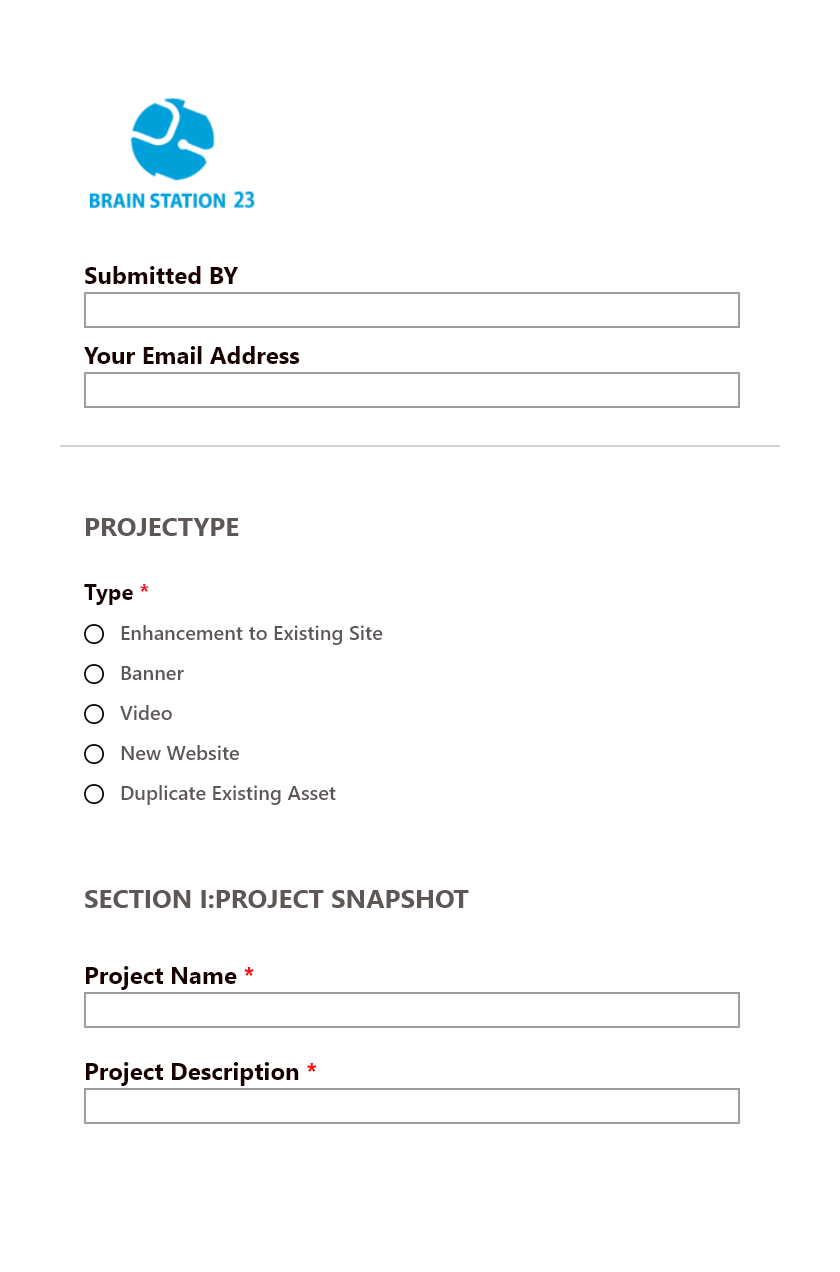 BRAIN STATION 23
Submitted BY
Your Email Address
PROJECTYPE
Type *
Enhancement to Existing Site
Banner
Video
New Website
Duplicate Existing Asset
SECTION I:PROJECT SNAPSHOT
Project Name *
Project Description *